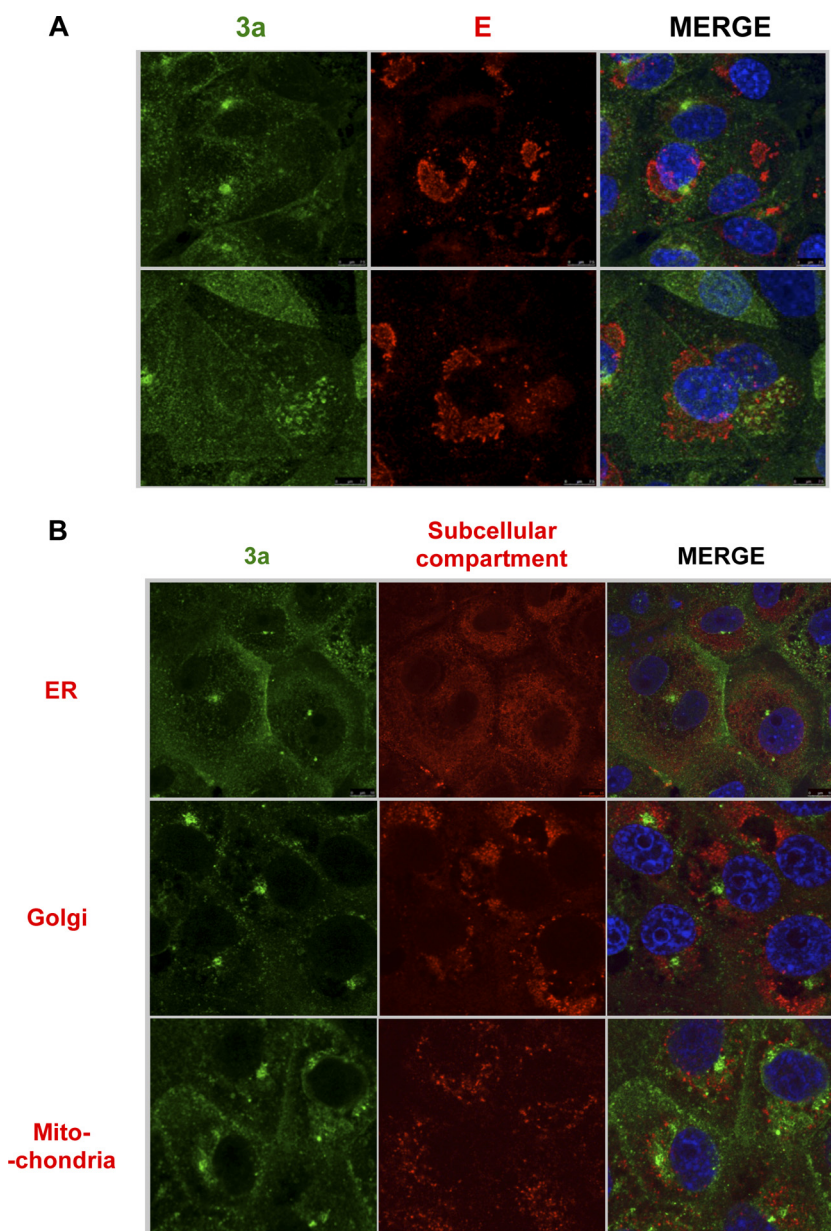 A
3a
E
MERGE
B
3a
Subcellular
compartment
MERGE
ER
Golgi
Mito-
-chondria